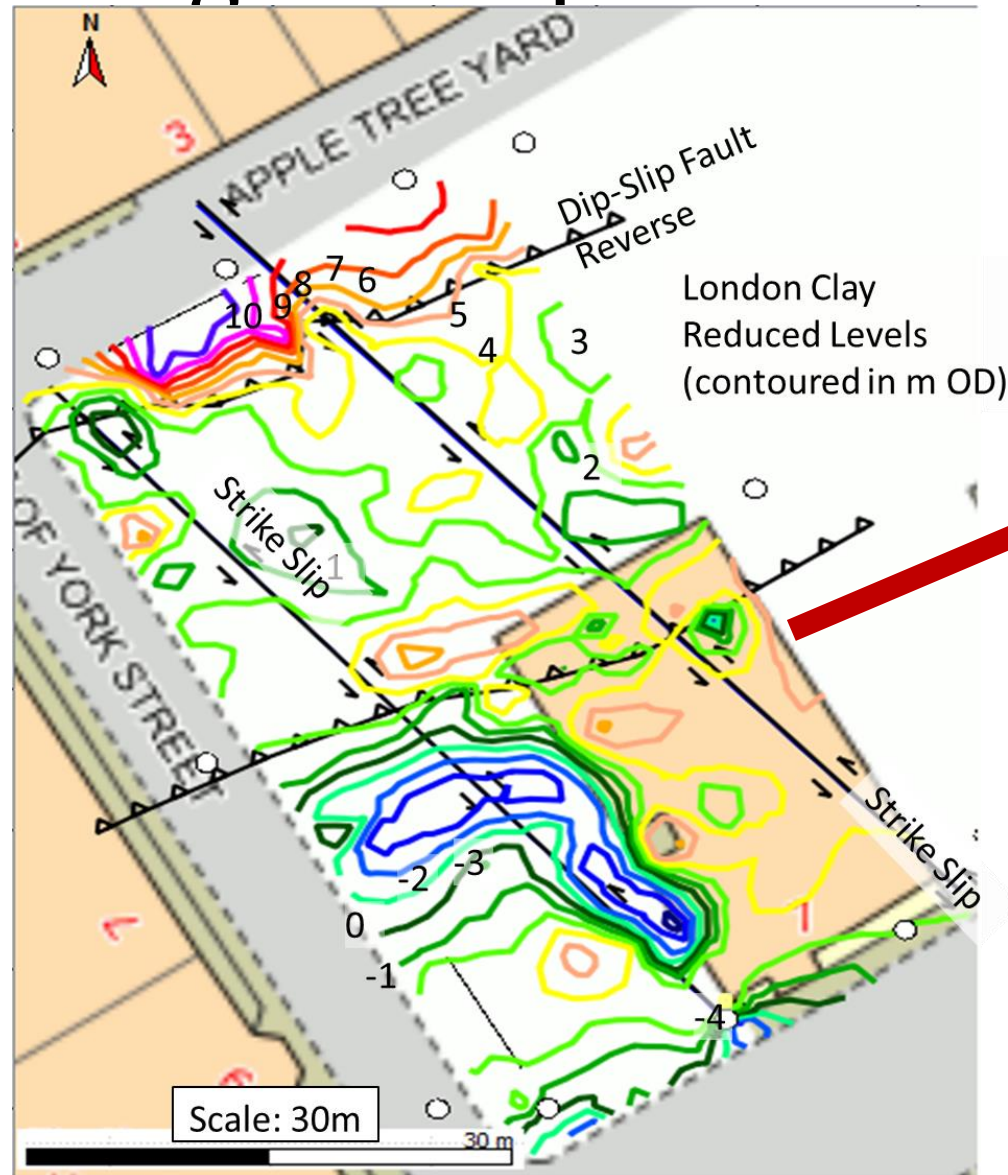 N
3
APPLE TREE YARD
Dip-Slip Fault
Reverse
7
8
6
9
10
5
4
3
London Clay
Reduced Levels
(contoured in m OD)
2
Strike Slip
1
OF YORK STREET
Strike Slip
-3
-2
7
1
0
-1
-4
6
Scale: 30m
30 m